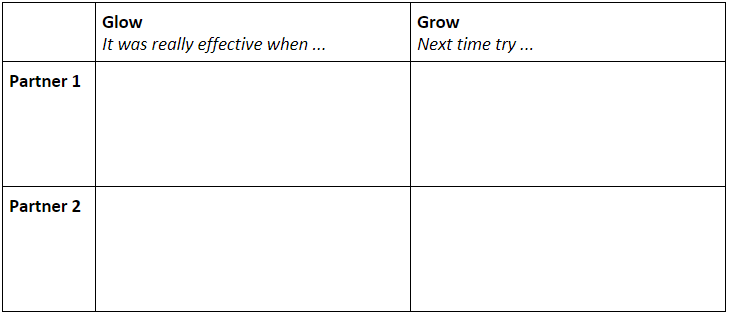 Glow
It was really effective when ...
Grow
Next time try ...
Partner 1
Partner 2